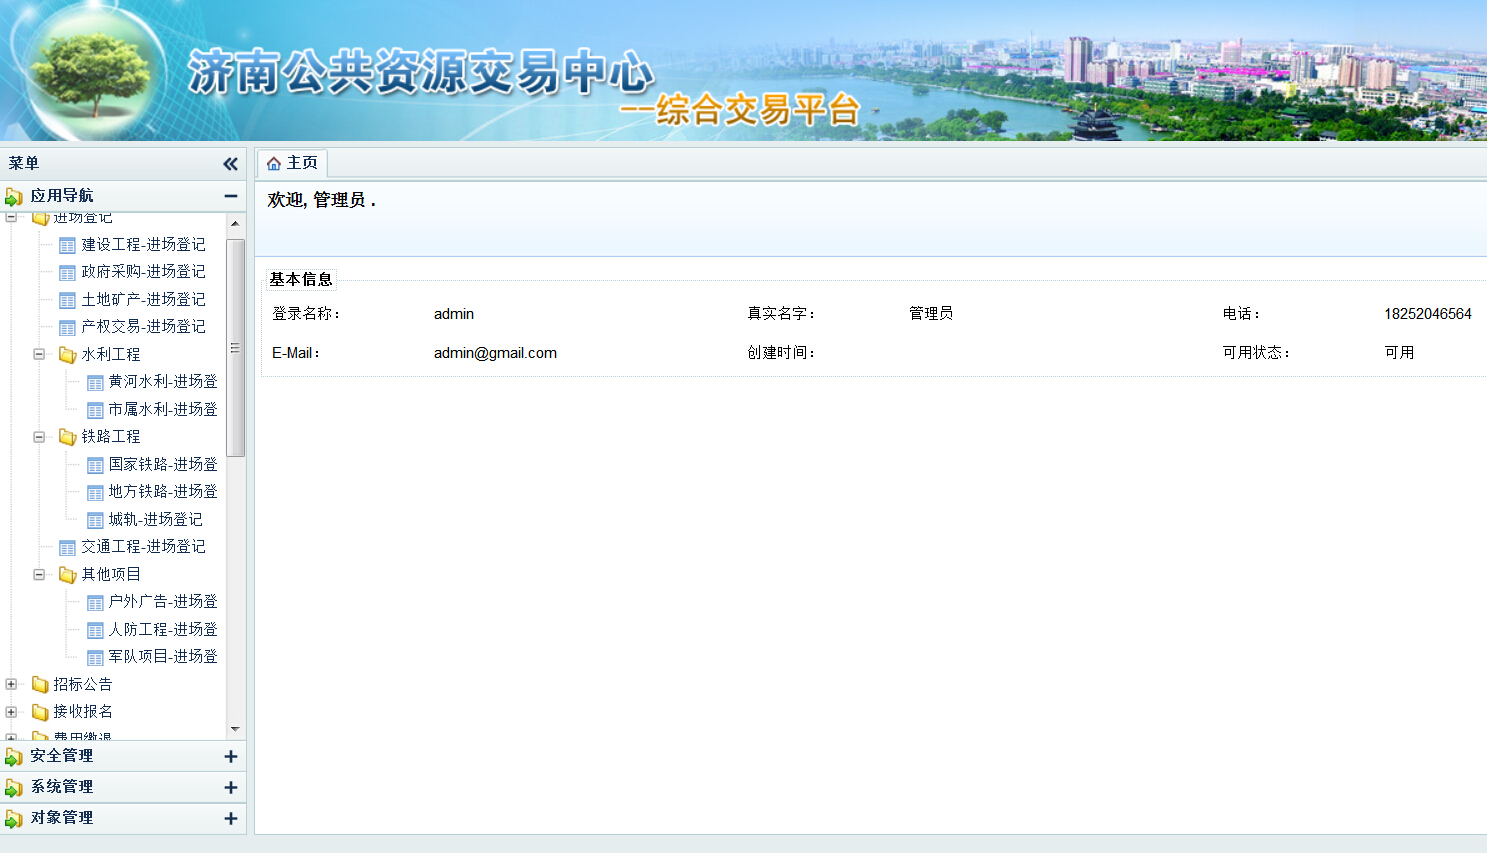 济南公共资源交易中心
—综合交易平台
菜单
主页
应用导航
欢迎, 管理员 .
进场登记
建设工程-进场登记
政府采购-进场登记
土地矿产-进场登记
产权交易-进场登记
水利工程
黄河水利-进场登
市属水利-进场登
铁路工程
国家铁路-进场登
地方铁路-进场登
城轨-进场登记
交通工程-进场登记
其他项目
户外广告-进场登
人防工程-进场登
军队项目-进场登
招标公告
接收报名
费用缴退
安全管理
系统管理
对象管理
基本信息
登录名称： admin 真实名字： 管理员 电话： 18252046564
E-Mail： admin@gmail.com 创建时间： 可用状态： 可用